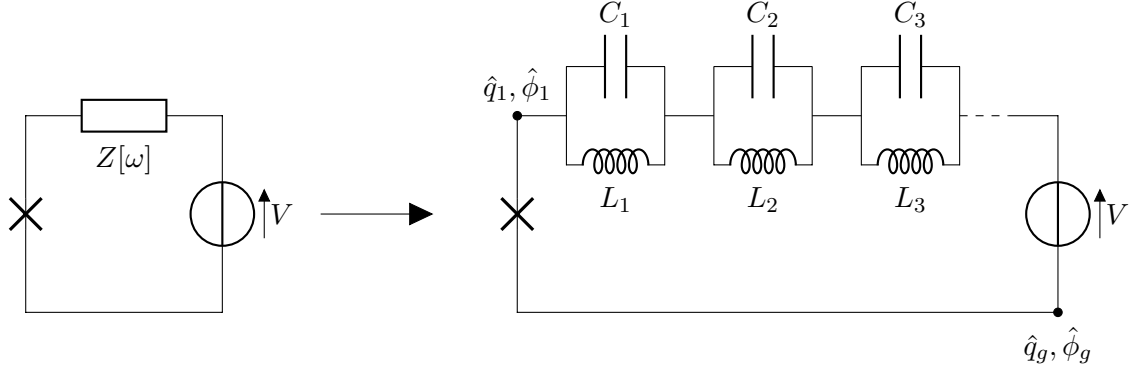 C₁ C₂ C₃
q̂₁, ϕ̂₁
Z[ω]
L₁ L₂ L₃
V V
q̂g, ϕ̂g